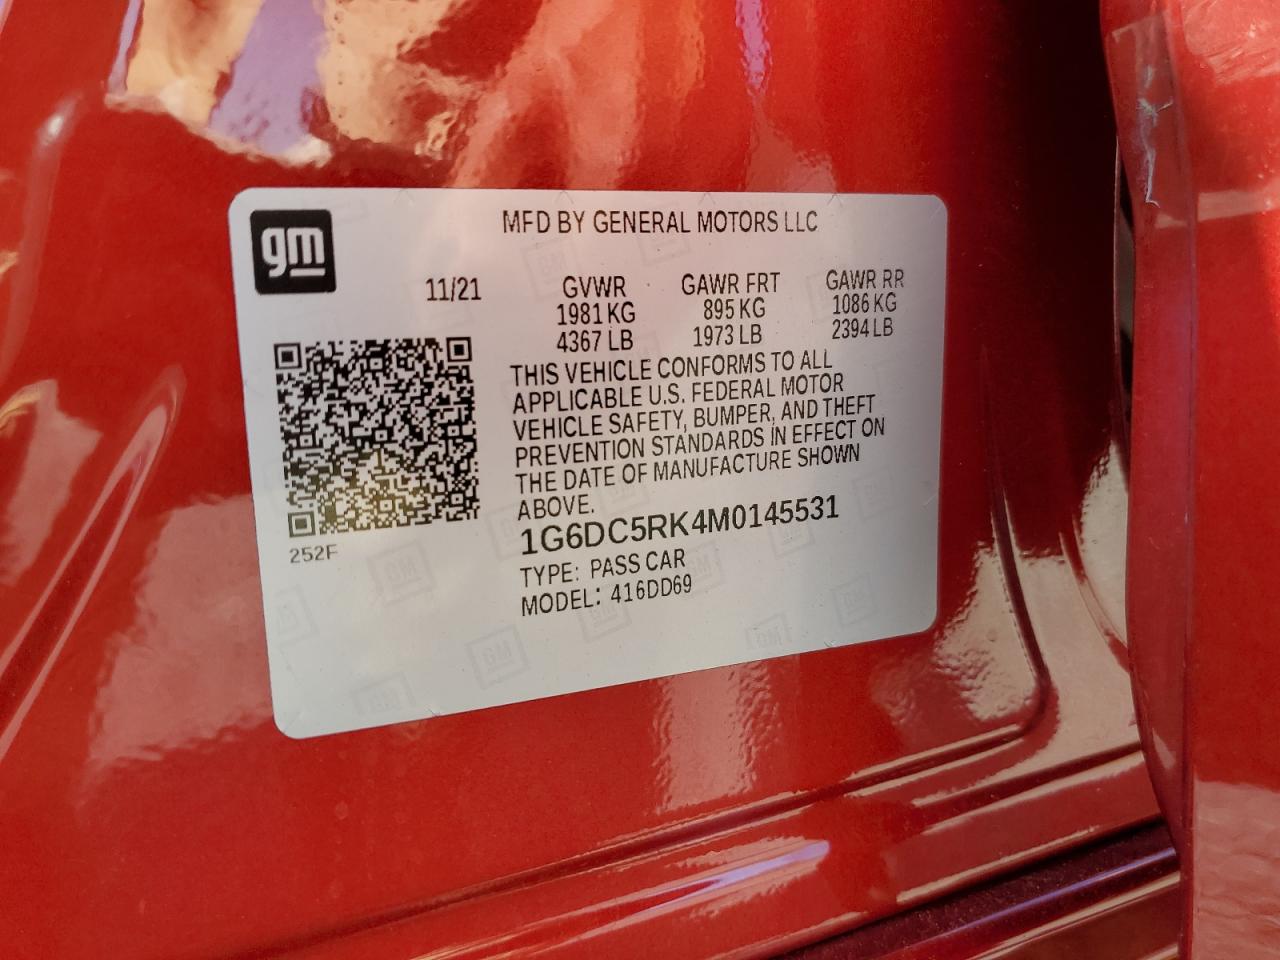 gm
MFD BY GENERAL MOTORS LLC
11/21 GVWR GAWR FRT GAWR RR
1981 KG 895 KG 1086 KG
4367 LB 1973 LB 2394 LB
THIS VEHICLE CONFORMS TO ALL
APPLICABLE U.S. FEDERAL MOTOR
VEHICLE SAFETY, BUMPER, AND THEFT
PREVENTION STANDARDS IN EFFECT ON
THE DATE OF MANUFACTURE SHOWN
ABOVE.
1G6DC5RK4M0145531
252F
TYPE: PASS CAR
MODEL: 416DD69